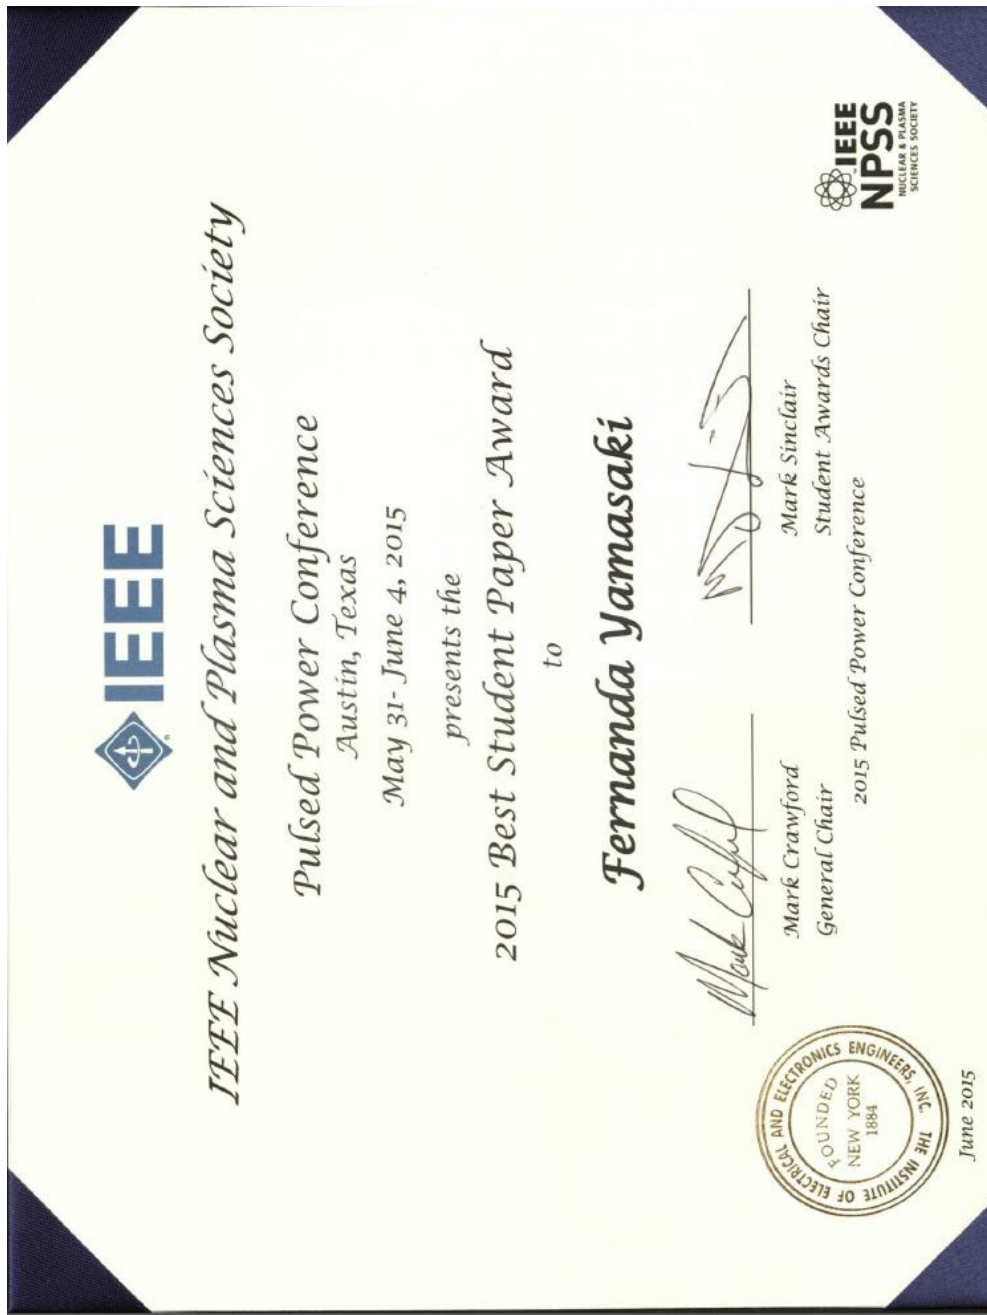 IEEE
IEEE Nuclear and Plasma Sciences Society
Pulsed Power Conference
Austin, Texas
May 31- June 4, 2015
presents the
2015 Best Student Paper Award
to
Fernanda Yamasaki
Mark Crawford
General Chair
Mark Sinclair
Student Awards Chair
2015 Pulsed Power Conference
THE INSTITUTE OF ELECTRICAL AND ELECTRONICS ENGINEERS, INC.
FOUNDED
NEW YORK
1884
June 2015
IEEE
NPSS
NUCLEAR & PLASMA
SCIENCES SOCIETY